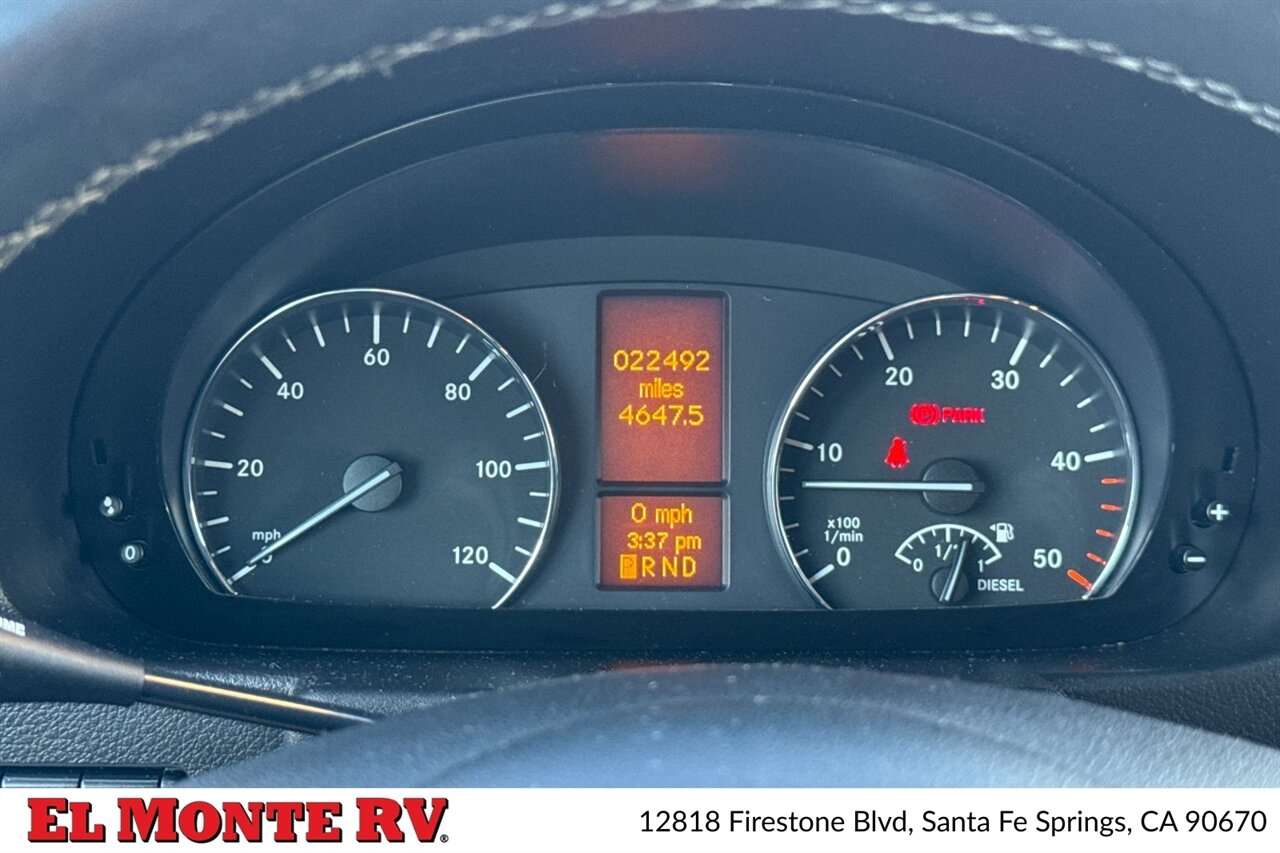 20
40
60
80
100
120
mph
022492
miles
4647.5
0 mph
3:37 pm
PRND
0
10
20
30
40
50
x100
1/min
PARK
0 1/1 1
DIESEL
0
+
-
EL MONTE RV®
12818 Firestone Blvd, Santa Fe Springs, CA 90670